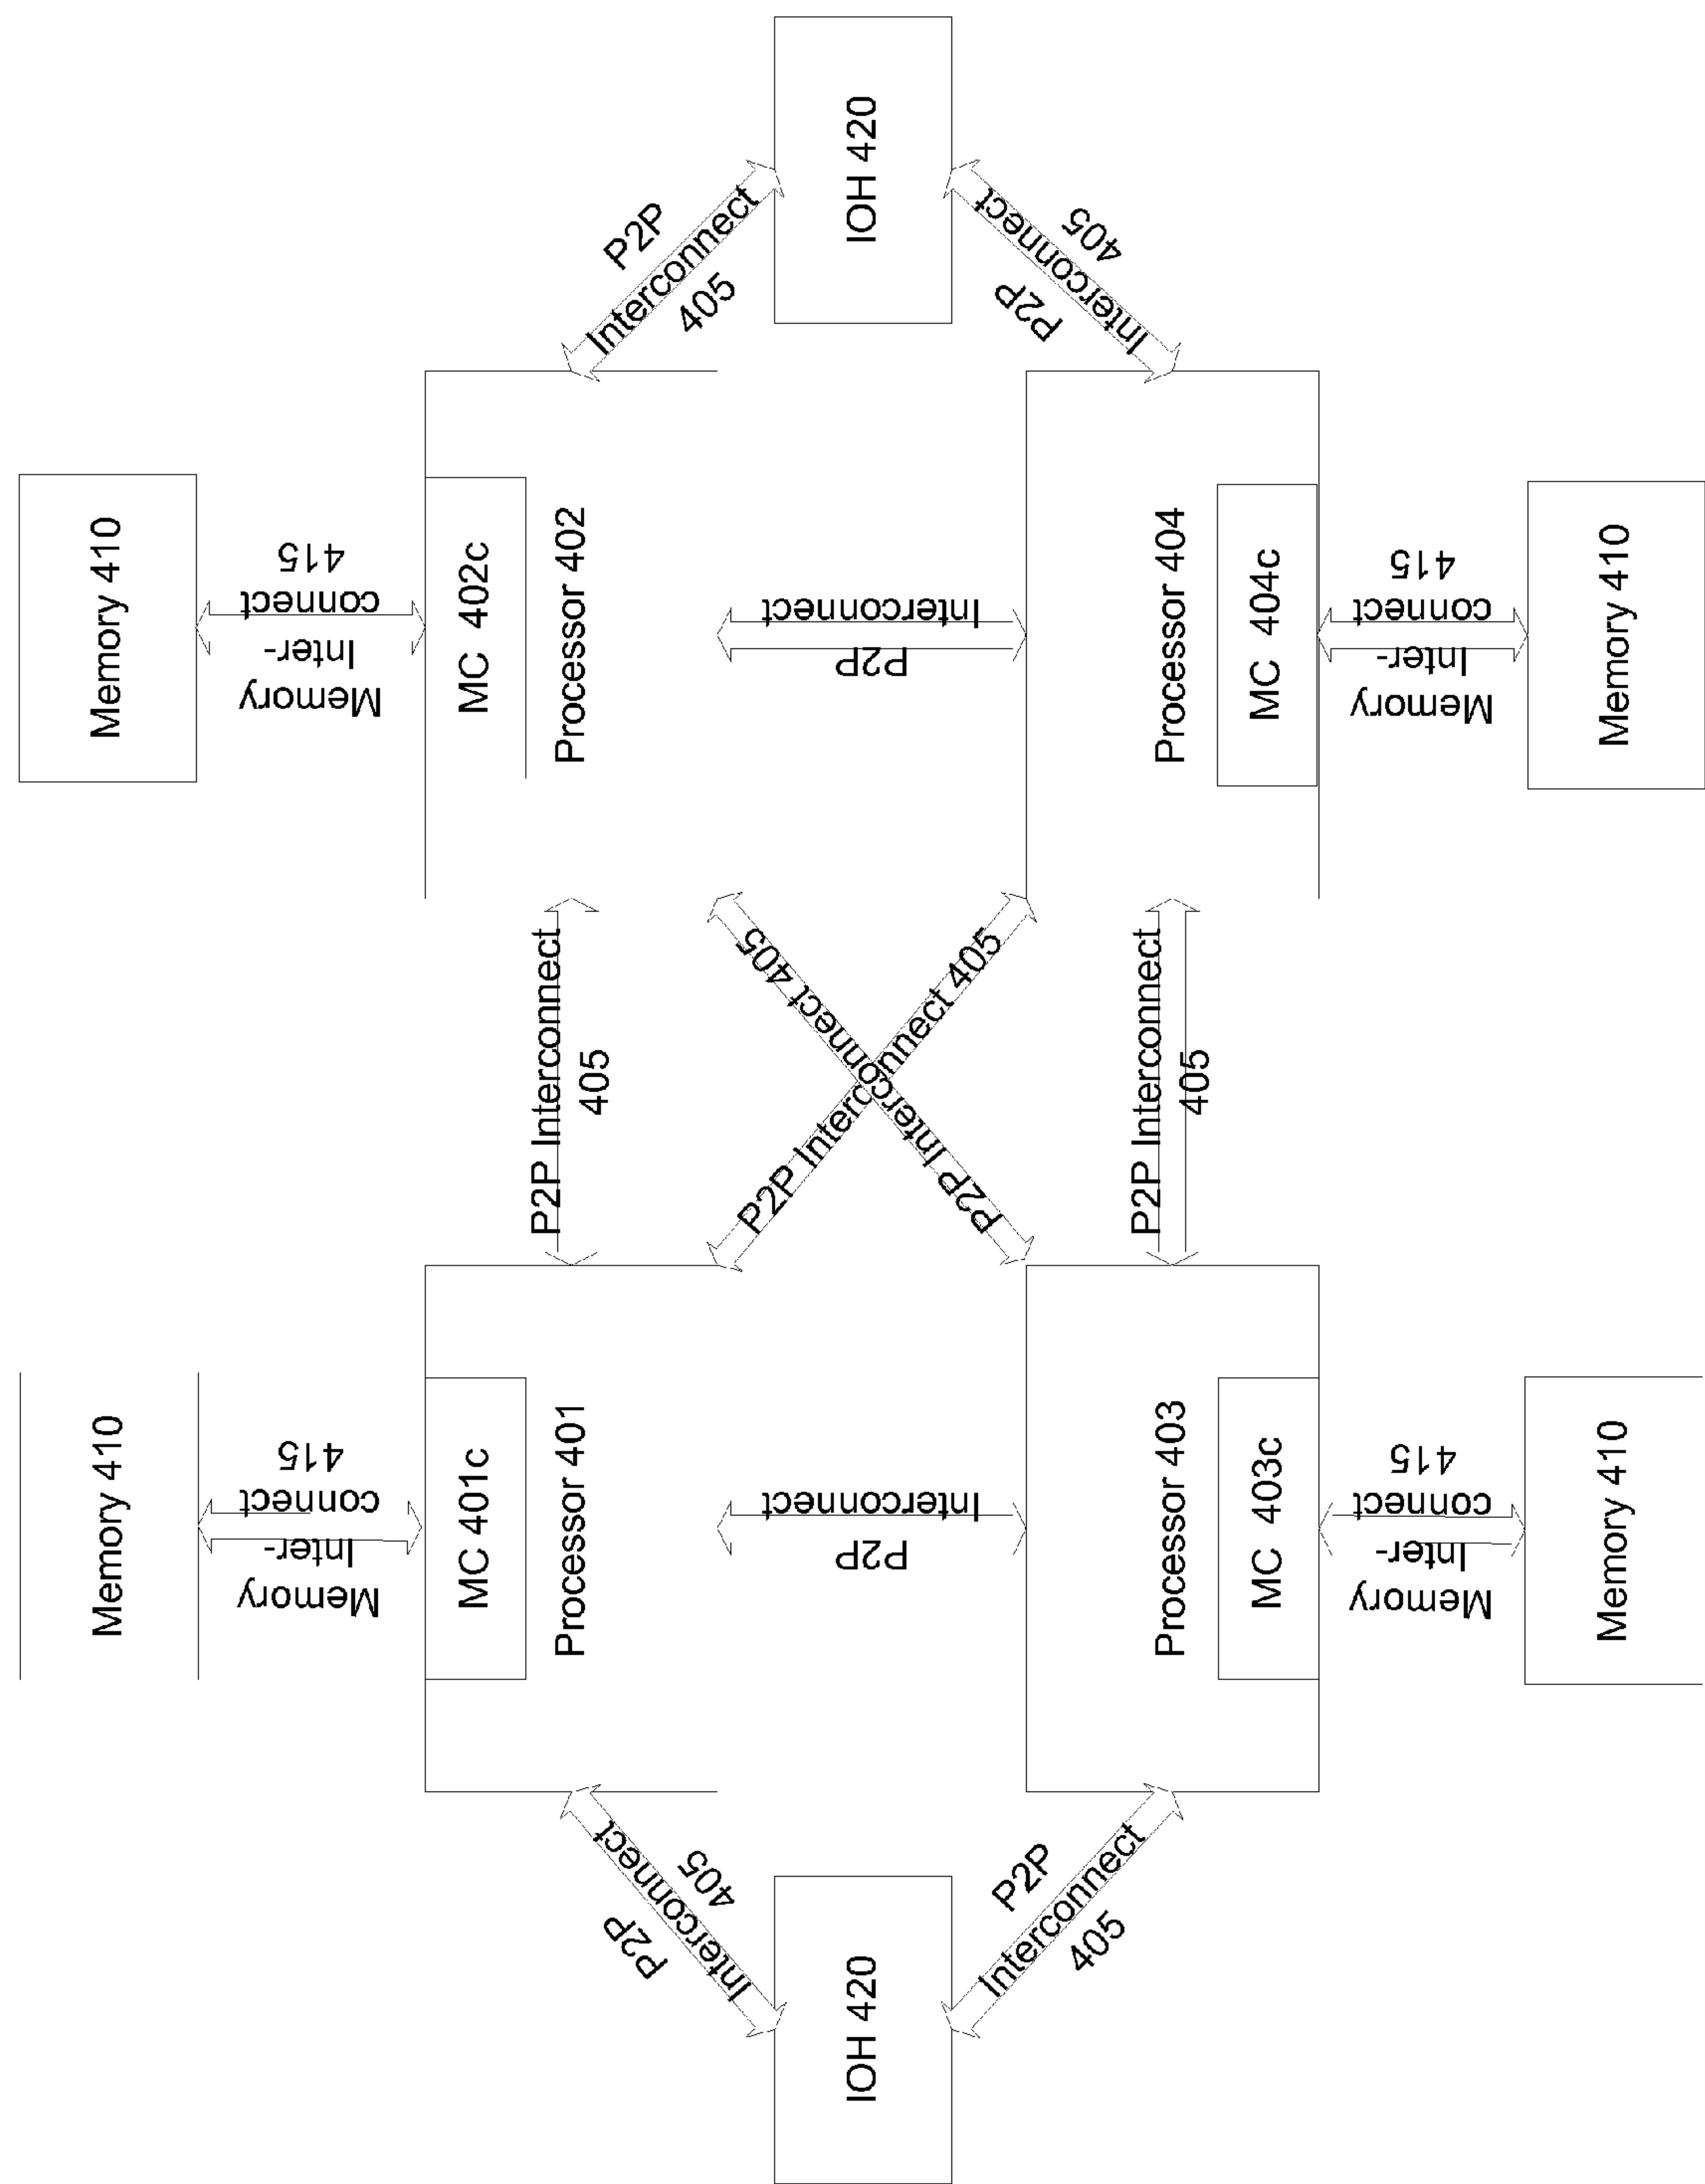 IOH 420
P2P
Interconnect
405
P2P
Interconnect
405
Memory 410
Memory
Inter-
connect
415
MC 402c
Processor 402
P2P
Interconnect
Processor 404
MC 404c
Memory
Inter-
connect
415
Memory 410
P2P Interconnect
405
P2P Interconnect 405
P2P Interconnect 405
P2P Interconnect
405
Memory 410
Memory
Inter-
connect
415
MC 401c
Processor 401
P2P
Interconnect
Processor 403
MC 403c
Memory
Inter-
connect
415
Memory 410
P2P
Interconnect
405
P2P
Interconnect
405
IOH 420